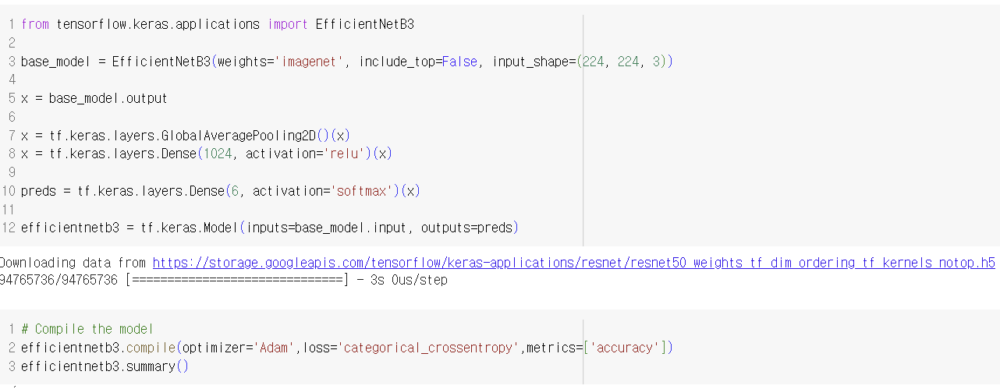 1 from tensorflow.keras.applications import EfficientNetB3
2
3 base_model = EfficientNetB3(weights='imagenet', include_top=False, input_shape=(224, 224, 3))
4
5 x = base_model.output
6
7 x = tf.keras.layers.GlobalAveragePooling2D()(x)
8 x = tf.keras.layers.Dense(1024, activation='relu')(x)
9
10 preds = tf.keras.layers.Dense(6, activation='softmax')(x)
11
12 efficientnetb3 = tf.keras.Model(inputs=base_model.input, outputs=preds)
Downloading data from https://storage.googleapis.com/tensorflow/keras-applications/resnet/resnet50_weights_tf_dim_ordering_tf_kernels_notop.h5
94765736/94765736 [==============================] - 3s 0us/step
1 # Compile the model
2 efficientnetb3.compile(optimizer='Adam',loss='categorical_crossentropy',metrics=['accuracy'])
3 efficientnetb3.summary()